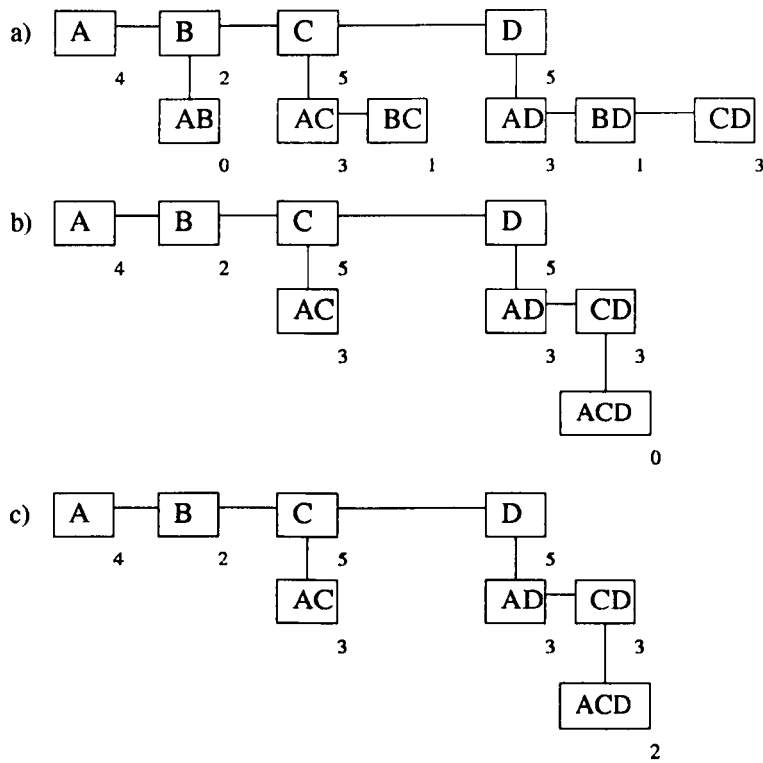 a) A B C D
4 2 5 5
AB AC BC AD BD CD
0 3 1 3 1 3
b) A B C D
4 2 5 5
AC AD CD
3 3 3
ACD
0
c) A B C D
4 2 5 5
AC AD CD
3 3 3
ACD
2